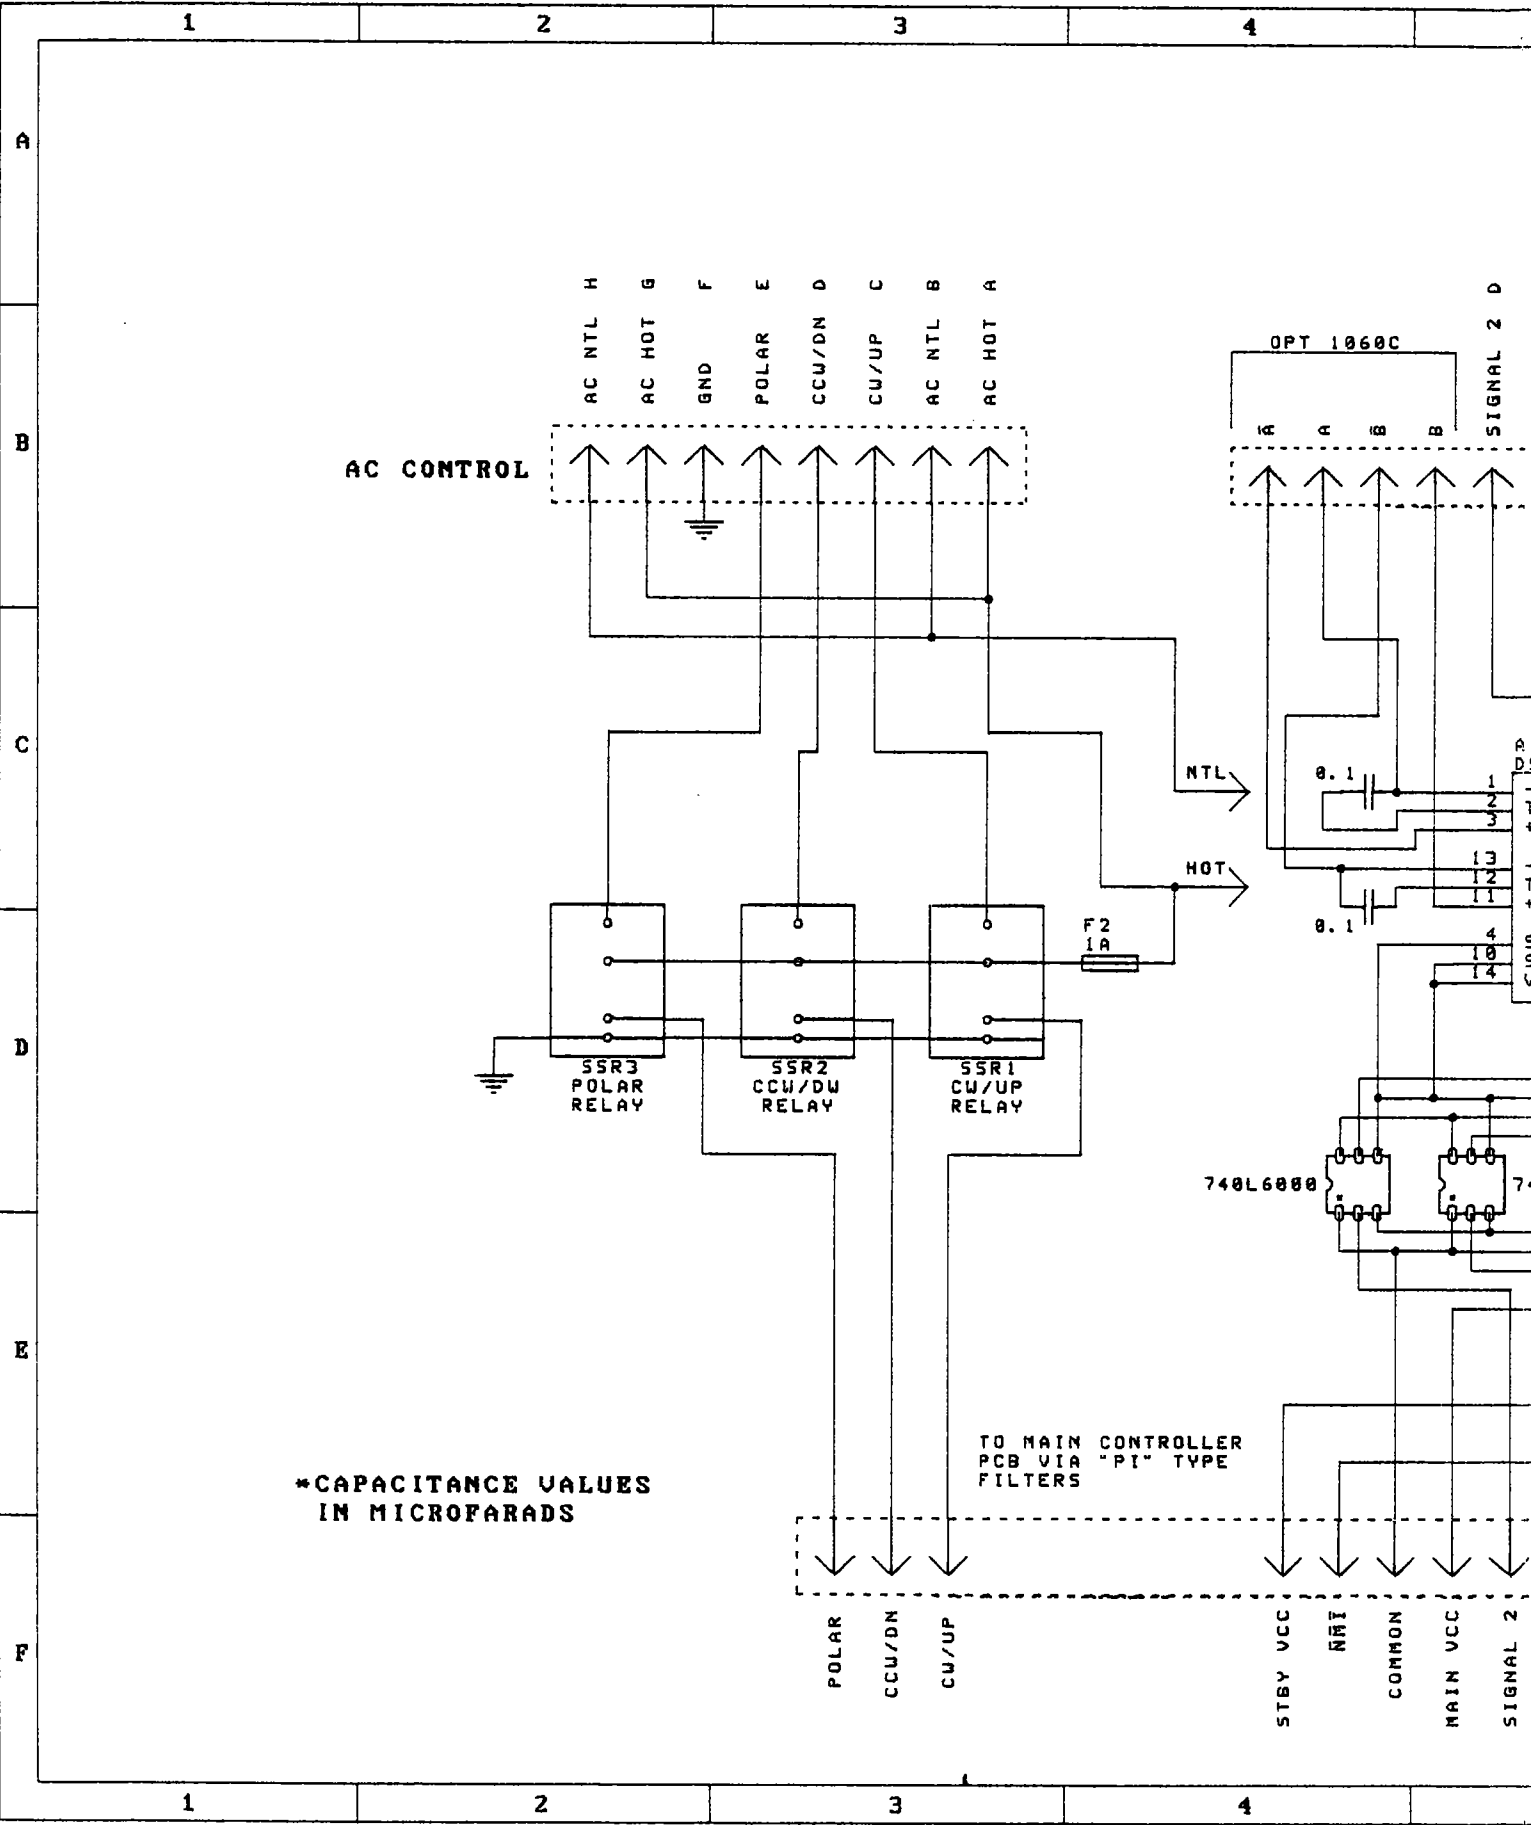 1 2 3 4
A
B
C
D
E
F
AC NTL H
AC HOT G
GND F
POLAR E
CCW/DN D
CW/UP C
AC NTL B
AC HOT A
AC CONTROL
OPT 1060C
A
A
B
B
SIGNAL 2 D
NTL
HOT
0.1
1
2
3
13
12
11
0.1
4
10
14
F2
1A
SSR3
POLAR
RELAY
SSR2
CCW/DW
RELAY
SSR1
CW/UP
RELAY
740L6000
74
TO MAIN CONTROLLER
PCB VIA "PI" TYPE
FILTERS
*CAPACITANCE VALUES
IN MICROFARADS
POLAR
CCW/DN
CW/UP
STBY VCC
NMI
COMMON
MAIN VCC
SIGNAL 2
1 2 3 4